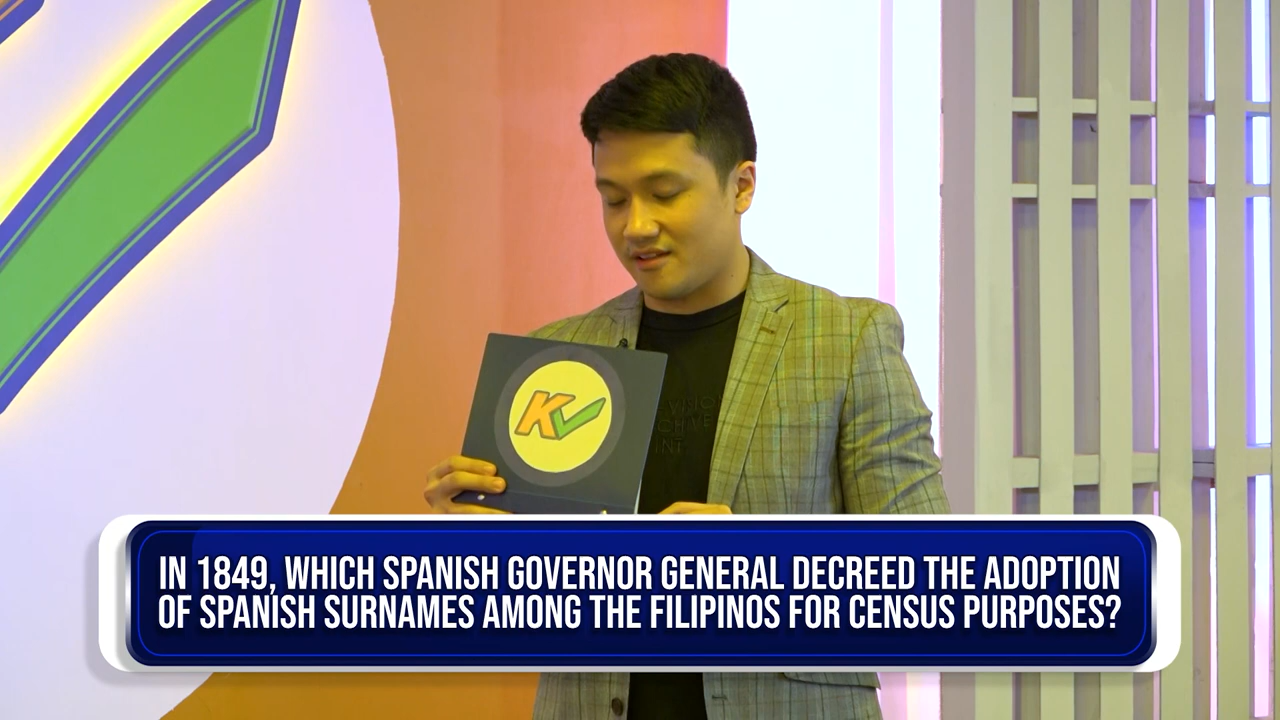 KV
IN 1849, WHICH SPANISH GOVERNOR GENERAL DECREED THE ADOPTION
OF SPANISH SURNAMES AMONG THE FILIPINOS FOR CENSUS PURPOSES?